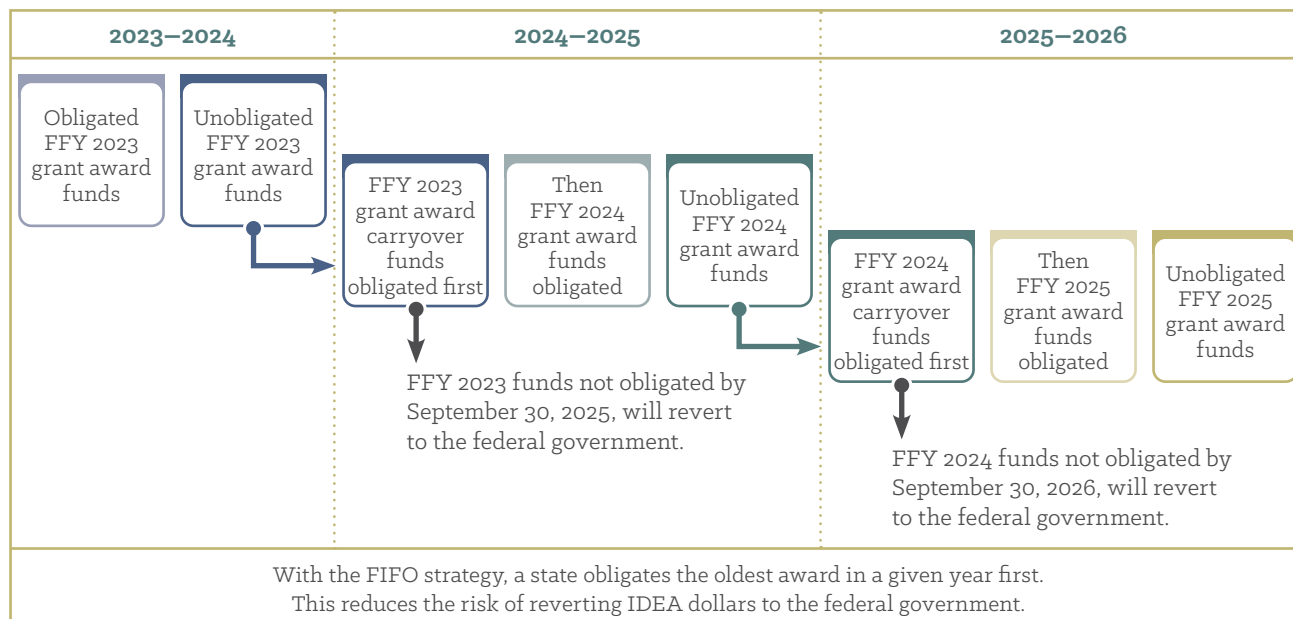 2023–2024
2024–2025
2025–2026
Obligated
FFY 2023
grant award
funds
Unobligated
FFY 2023
grant award
funds
FFY 2023
grant award
carryover
funds
obligated first
Then
FFY 2024
grant award
funds
obligated
Unobligated
FFY 2024
grant award
funds
FFY 2024
grant award
carryover
funds
obligated first
Then
FFY 2025
grant award
funds
obligated
Unobligated
FFY 2025
grant award
funds
FFY 2023 funds not obligated by
September 30, 2025, will revert
to the federal government.
FFY 2024 funds not obligated by
September 30, 2026, will revert
to the federal government.
With the FIFO strategy, a state obligates the oldest award in a given year first.
This reduces the risk of reverting IDEA dollars to the federal government.